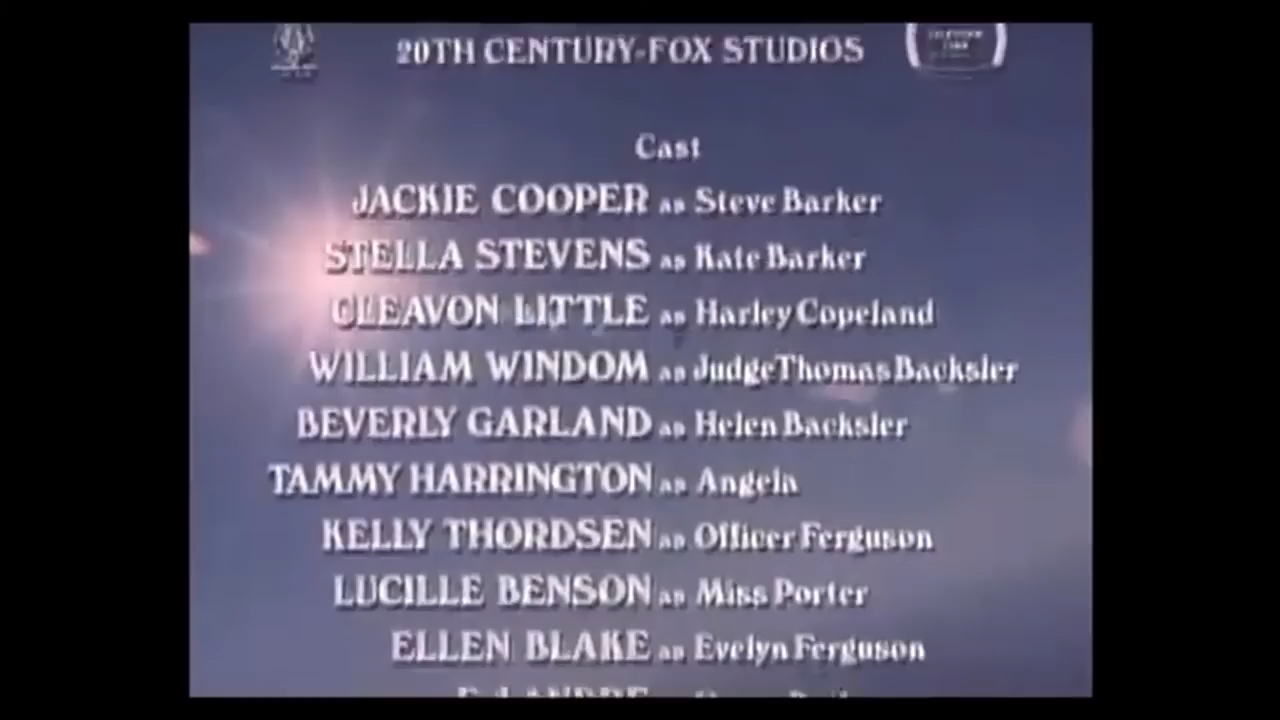 20TH CENTURY-FOX STUDIOS
Cast
JACKIE COOPER as Steve Barker
STELLA STEVENS as Kate Barker
CLEAVON LITTLE as Harley Copeland
WILLIAM WINDOM as Judge Thomas Backsler
BEVERLY GARLAND as Helen Backsler
TAMMY HARRINGTON as Angela
KELLY THORDSEN as Officer Ferguson
LUCILLE BENSON as Miss Porter
ELLEN BLAKE as Evelyn Ferguson